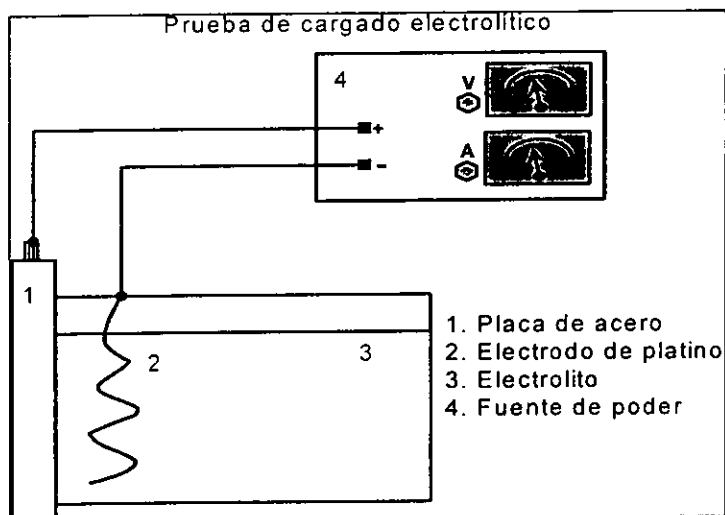 Prueba de cargado electrolítico
4
V
+
A
-
1
2
3
1. Placa de acero
2. Electrodo de platino
3. Electrolito
4. Fuente de poder